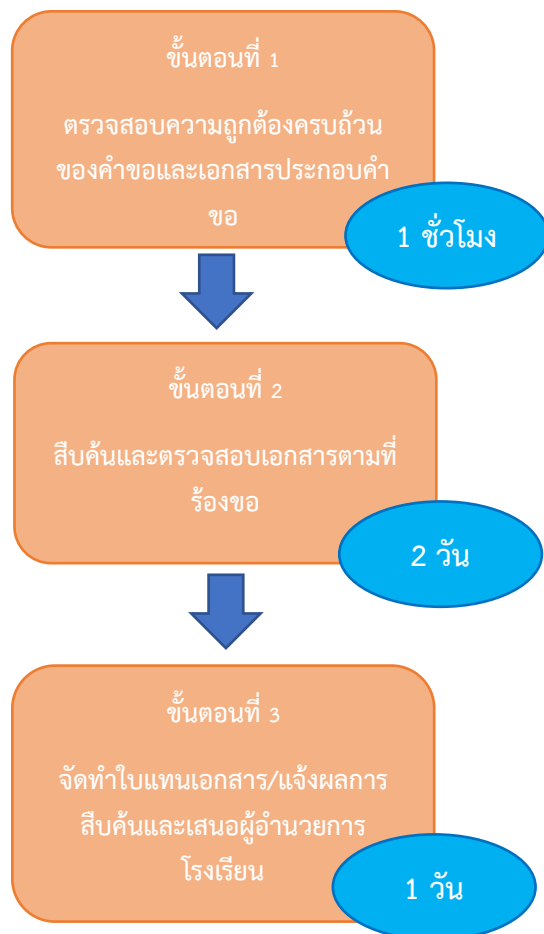 ขั้นตอนที่ 1
ตรวจสอบความถูกต้องครบถ้วน
ของคำขอและเอกสารประกอบคำ
ขอ
1 ชั่วโมง
ขั้นตอนที่ 2
สืบค้นและตรวจสอบเอกสารตามที่
ร้องขอ
2 วัน
ขั้นตอนที่ 3
จัดทำใบแทนเอกสาร/แจ้งผลการ
สืบค้นและเสนอผู้อำนวยการ
โรงเรียน
1 วัน